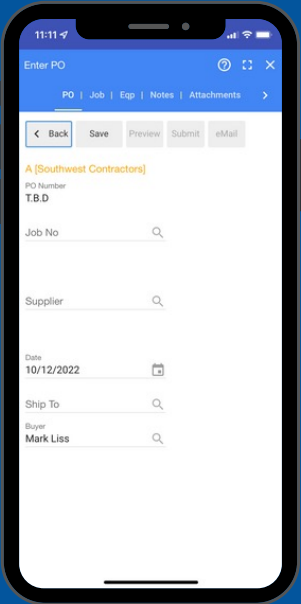 11:11
Enter PO
PO | Job | Eqp | Notes | Attachments
Back Save Preview Submit eMail
A [Southwest Contractors]
PO Number
T.B.D
Job No
Supplier
Date
10/12/2022
Ship To
Buyer
Mark Liss